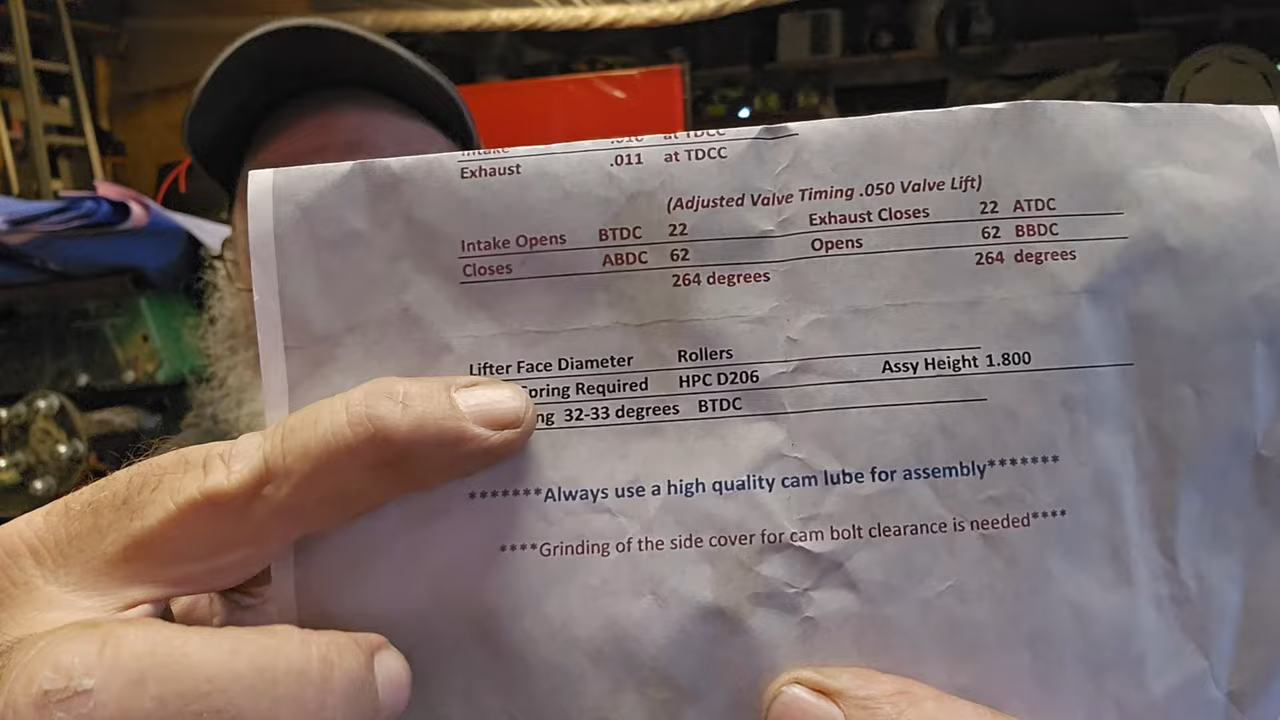 Exhaust .011 at TDCC
(Adjusted Valve Timing .050 Valve Lift)
Intake Opens BTDC 22 Exhaust Closes 22 ATDC
Closes ABDC 62 Opens 62 BBDC
264 degrees 264 degrees
Lifter Face Diameter Rollers
Required HPC D206 Assy Height 1.800
32-33 degrees BTDC
*******Always use a high quality cam lube for assembly*******
****Grinding of the side cover for cam bolt clearance is needed****